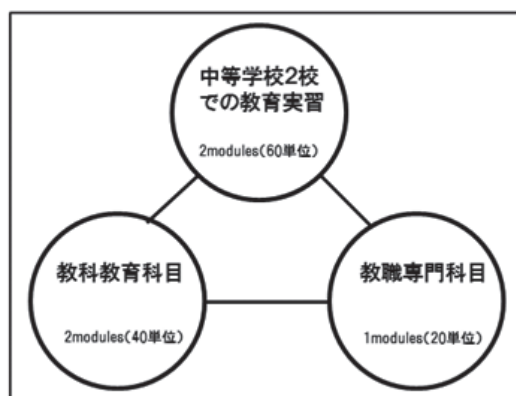 中等学校2校
での教育実習
2modules(60単位)
教科教育科目
2modules(40単位)
教職専門科目
1modules(20単位)